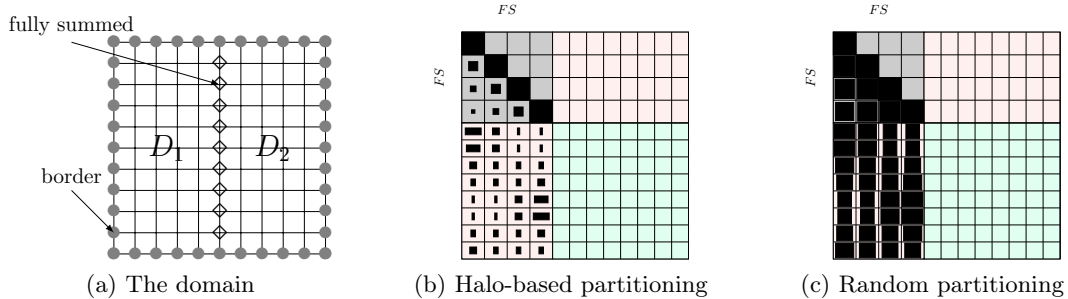 FS
FS
fully summed
FS
FS
D1
D2
border
(a) The domain
(b) Halo-based partitioning
(c) Random partitioning